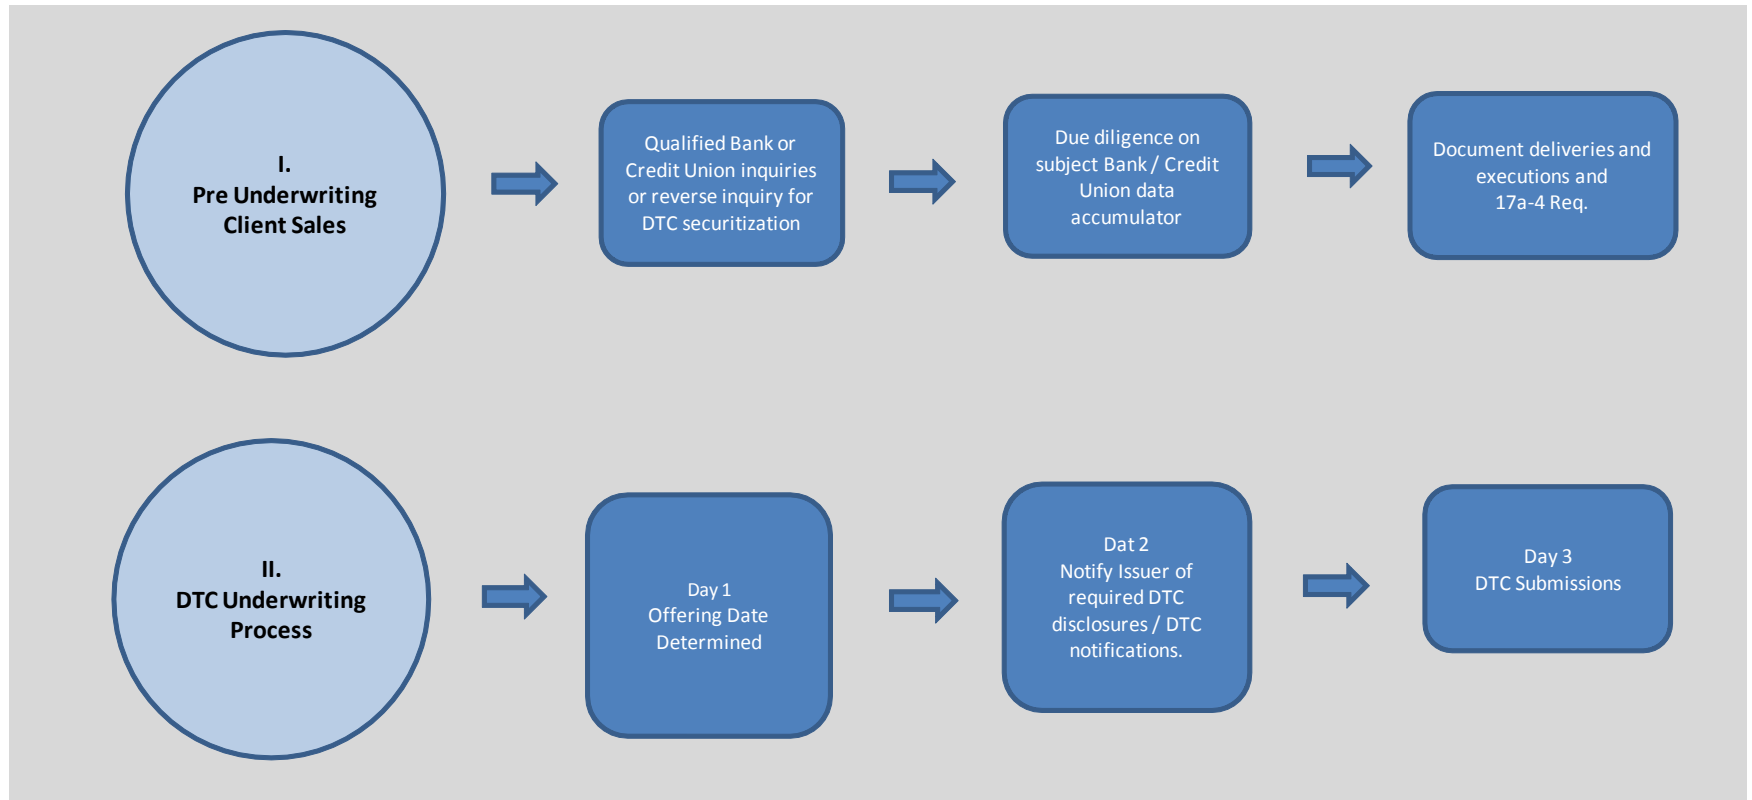 I.
Pre Underwriting
Client Sales
Qualified Bank or
Credit Union inquiries
or reverse inquiry for
DTC securitization
Due diligence on
subject Bank / Credit
Union data
accumulator
Document deliveries and
executions and
17a-4 Req.
II.
DTC Underwriting
Process
Day 1
Offering Date
Determined
Dat 2
Notify Issuer of
required DTC
disclosures / DTC
notifications.
Day 3
DTC Submissions